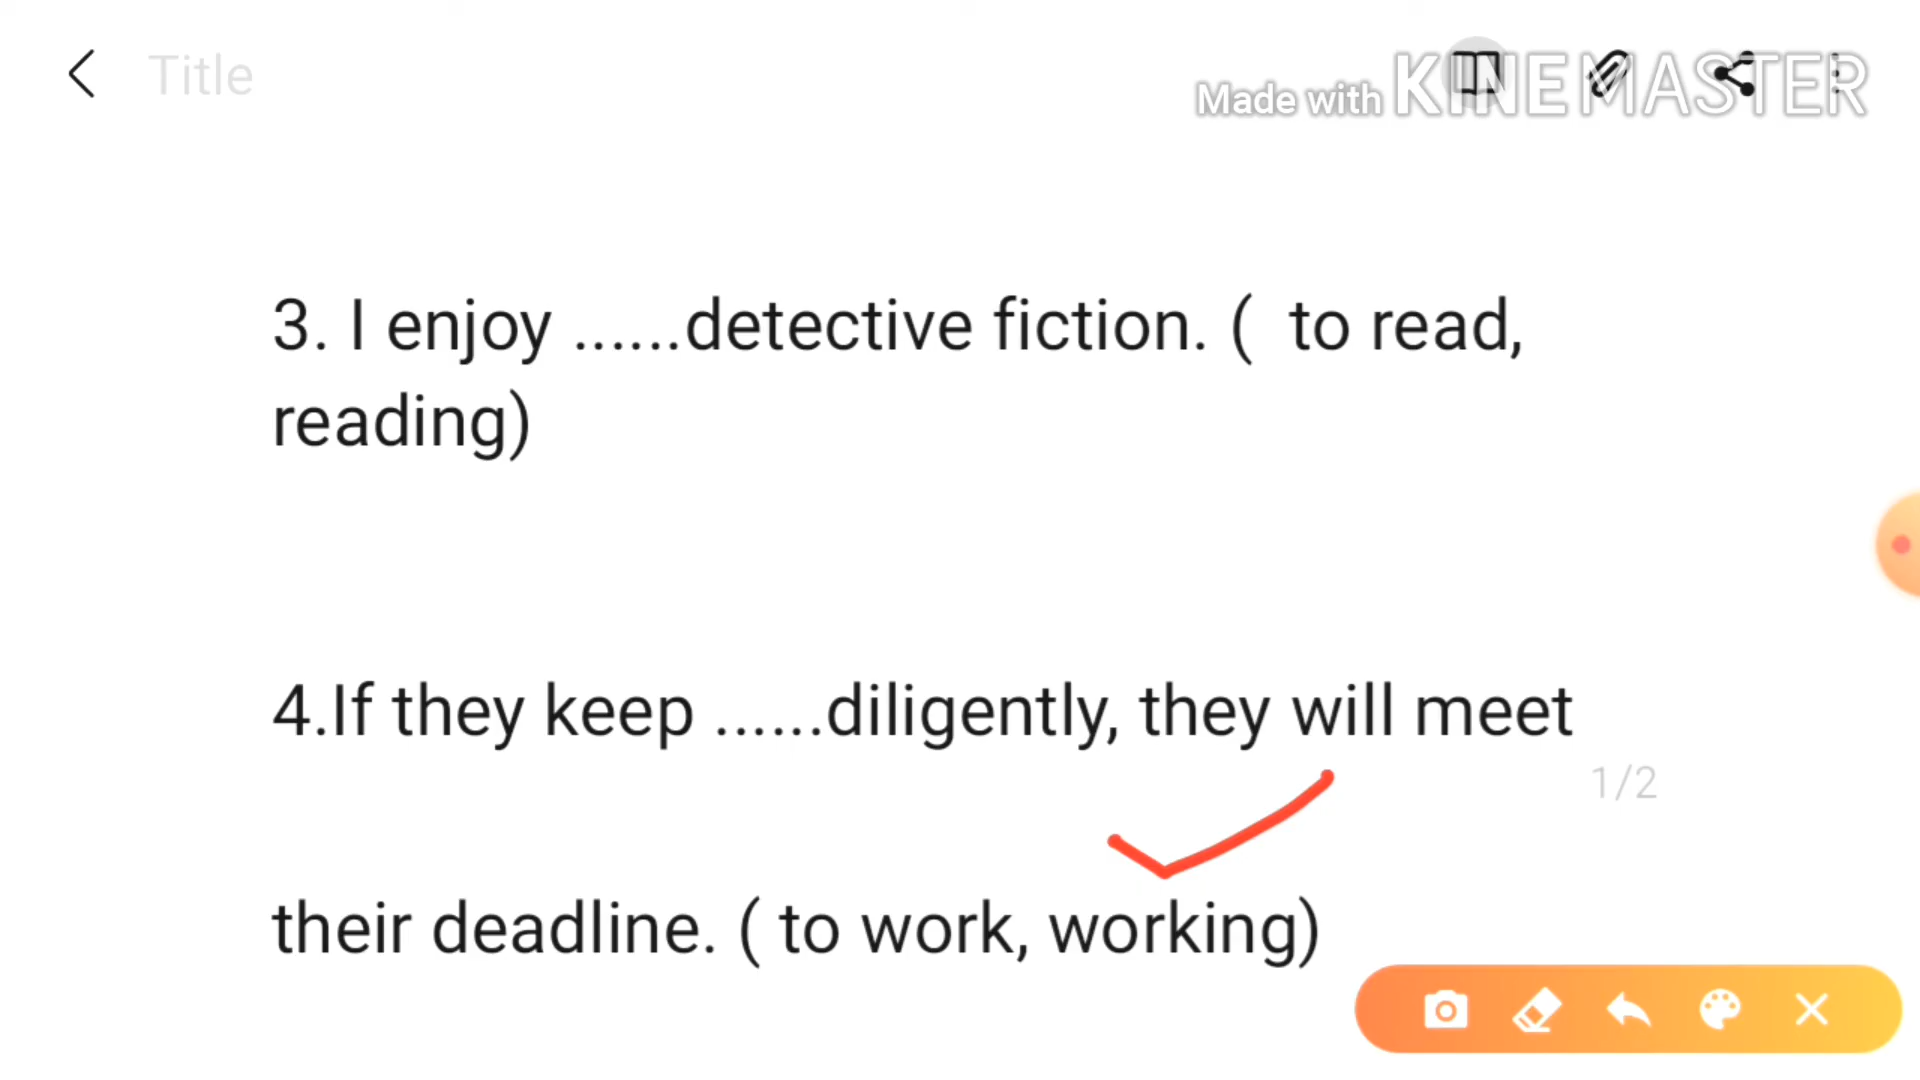 Title
Made with KINEMASTER
3. I enjoy ......detective fiction. (  to read,
reading)
4.If they keep ......diligently, they will meet
1/2
their deadline. ( to work, working)